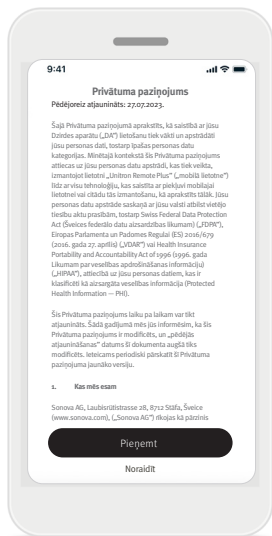 9:41
Privātuma paziņojums
Pēdējoreiz atjaunināts: 27.07.2023.
Šajā Privātuma paziņojumā aprakstīts, kā saistībā ar jūsu
Dzirdes aparātu („DA”) lietošanu tiek vākti un apstrādāti
jūsu personas dati, tostarp īpašas personas datu
kategorijas. Minētajā kontekstā šis Privātuma paziņojums
attiecas uz jūsu personas datu apstrādi, kas tiek veikta,
izmantojot lietotni „Unitron Remote Plus” („mobilā lietotne”)
līdz ar visu tehnoloģiju, kas saistīta ar piekļuvi mobilajai
lietotnei vai citādu tās izmantošanu, kā aprakstīts tālāk. Jūsu
personas datu apstrāde saskaņā ar jūsu valstī atbilst vietējo
tiesību aktu prasībām, tostarp Swiss Federal Data Protection
Act (Šveices federālo datu aizsardzības likumam) („FDPA”),
Eiropas Parlamenta un Padomes Regulai (ES) 2016/679
(2016. gada 27. aprīlis) („VDAR”) vai Health Insurance
Portability and Accountability Act of 1996 (1996. gada
Likumam par veselības apdrošināšanas informāciju)
(„HIPAA”), attiecībā uz jūsu personas datiem, kas ir
klasificēti kā aizsargāta veselības informācija (Protected
Health Information — PHI).
Šis Privātuma paziņojums laiku pa laikam var tikt
atjaunināts. Šādā gadījumā mēs jūs informēsim, ka šis
Privātuma paziņojums ir modificēts, un „pēdējās
atjaunināšanas” datums šī dokumenta augšā tiks
modificēts. Ieteicams periodiski pārskatīt šī Privātuma
paziņojuma jaunāko versiju.
1. Kas mēs esam
Sonova AG, Laubisrütistrasse 28, 8712 Stäfa, Šveice
(www.sonova.com), („Sonova AG”) rīkojas kā pārzinis
Pieņemt
Noraidīt